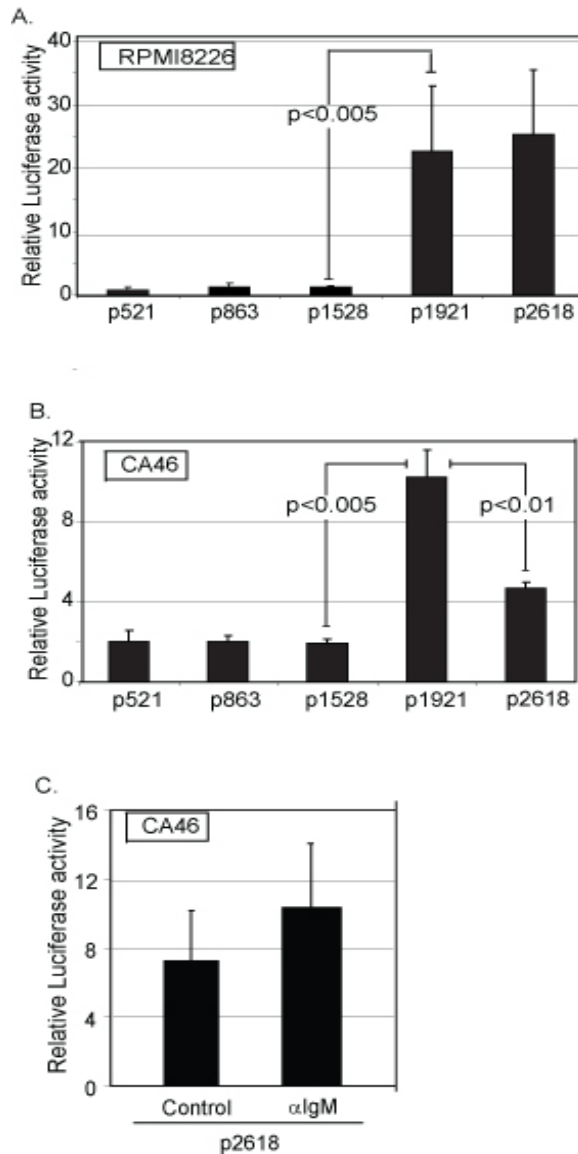 A.
Relative Luciferase activity
40
30
20
10
0
RPMI8226
p<0.005
p521 p863 p1528 p1921 p2618
B.
Relative Luciferase activity
12
8
4
0
CA46
p<0.005 p<0.01
p521 p863 p1528 p1921 p2618
C.
Relative Luciferase activity
16
12
8
4
0
CA46
Control αIgM
p2618